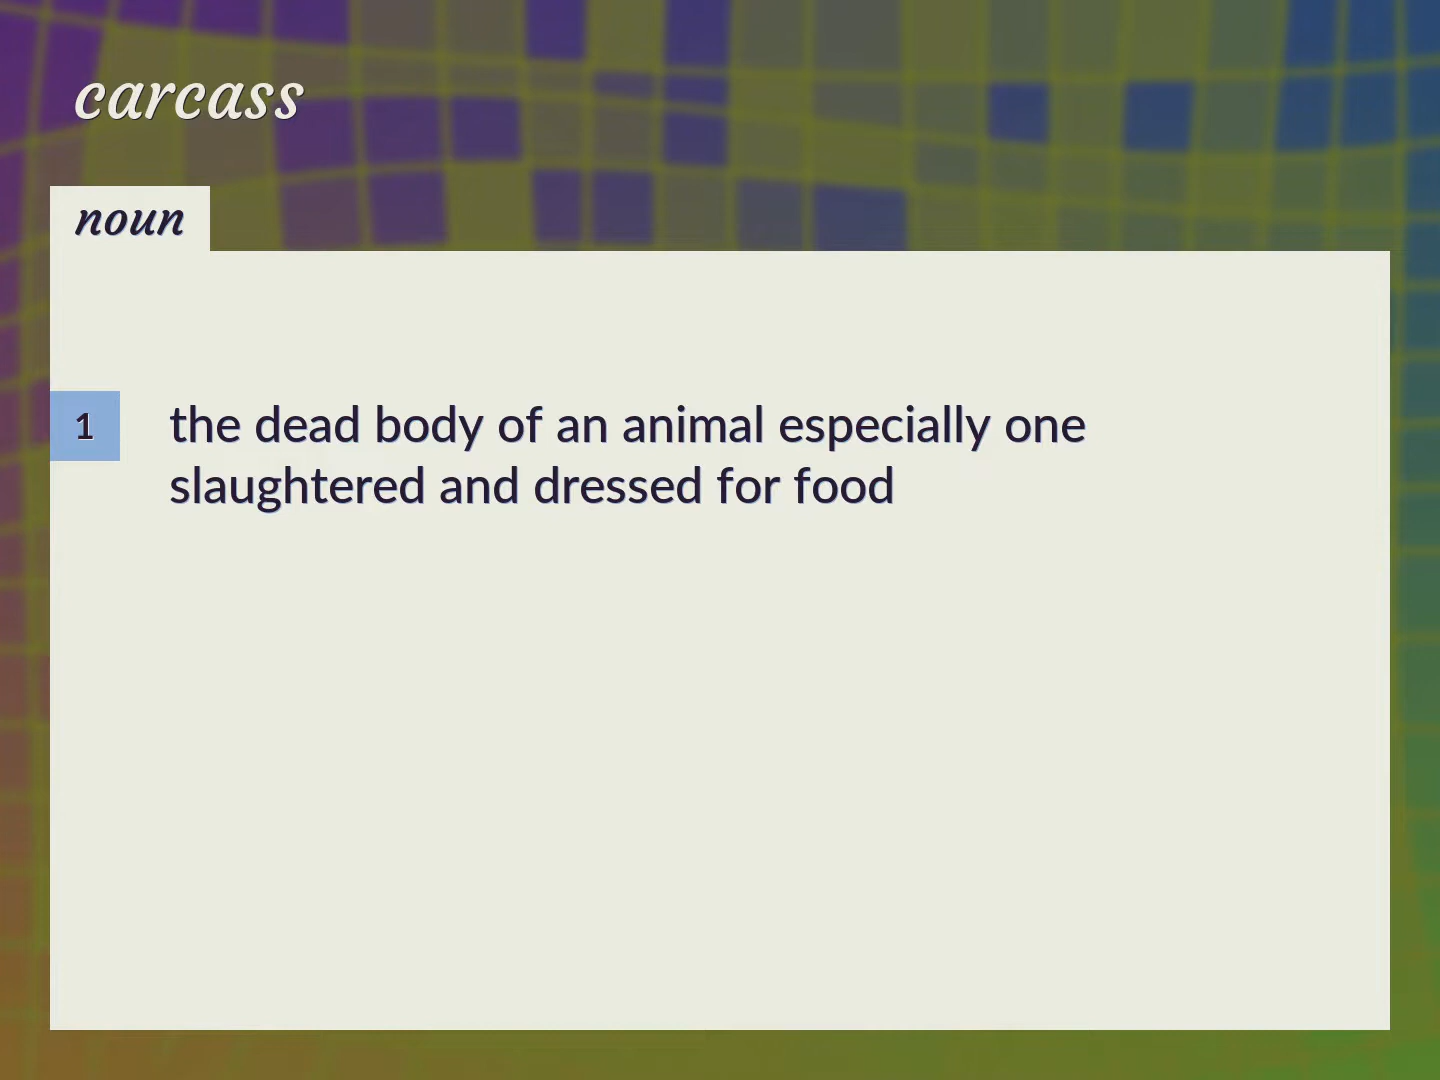 carcass
noun
1
the dead body of an animal especially one
slaughtered and dressed for food